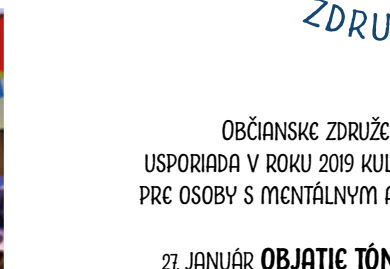 ZDRU
OBČIANSKE ZDRUŽE
USPORIADA V ROKU 2019 KUL
PRE OSOBY S MENTÁLNYM A
27. JANUÁR OBJATIE TÓN